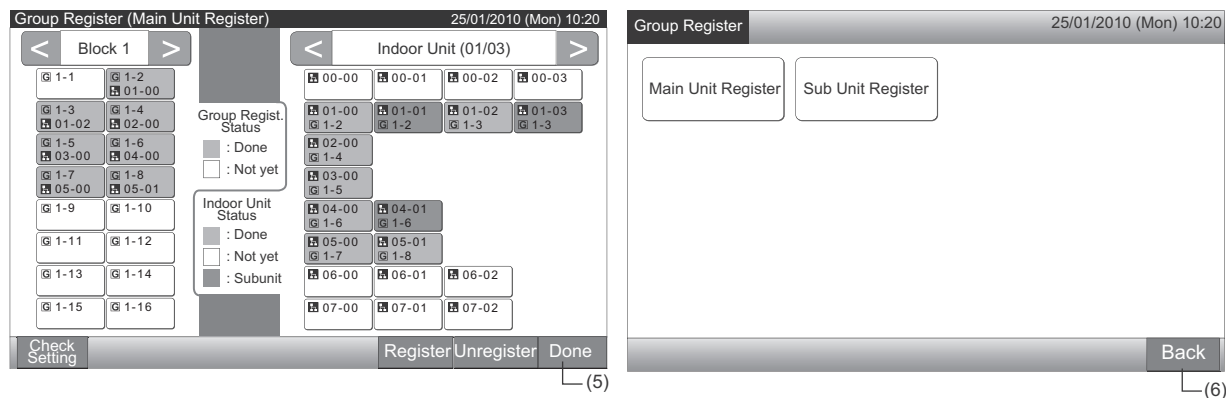 Group Regist​er (Main Unit Register) 25/01/2010 (Mon) 10:20
< Block 1 > < Indoor Unit (01/03) >
G 1-1 G 1-2
01-00
G 1-3 G 1-4
01-02 02-00
G 1-5 G 1-6
03-00 04-00
G 1-7 G 1-8
05-00 05-01
G 1-9 G 1-10
G 1-11 G 1-12
G 1-13 G 1-14
G 1-15 G 1-16
Group Regist.
Status
: Done
: Not yet
Indoor Unit
Status
: Done
: Not yet
: Subunit
00-00 00-01 00-02 00-03
01-00 01-01 01-02 01-03
G 1-2 G 1-2 G 1-3 G 1-3
02-00
G 1-4
03-00
G 1-5
04-00 04-01
G 1-6 G 1-6
05-00 05-01
G 1-7 G 1-8
06-00 06-01 06-02
07-00 07-01 07-02
Check
Setting
Register Unregister Done
(5)
Group Register 25/01/2010 (Mon) 10:20
Main Unit Register Sub Unit Register
Back
(6)